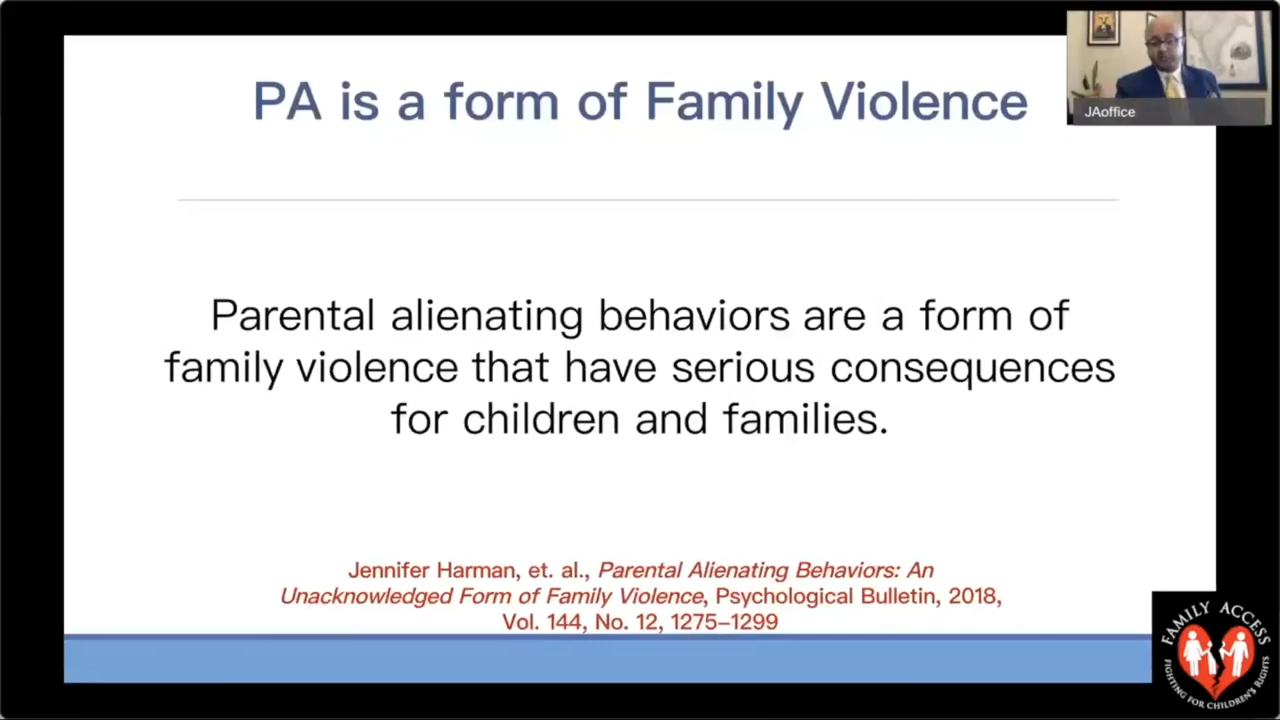 PA is a form of Family Violence
JAoffice
Parental alienating behaviors are a form of
family violence that have serious consequences
for children and families.
Jennifer Harman, et. al., Parental Alienating Behaviors: An
Unacknowledged Form of Family Violence, Psychological Bulletin, 2018,
Vol. 144, No. 12, 1275–1299
FAMILY ACCESS
FIGHTING FOR CHILDREN'S RIGHTS